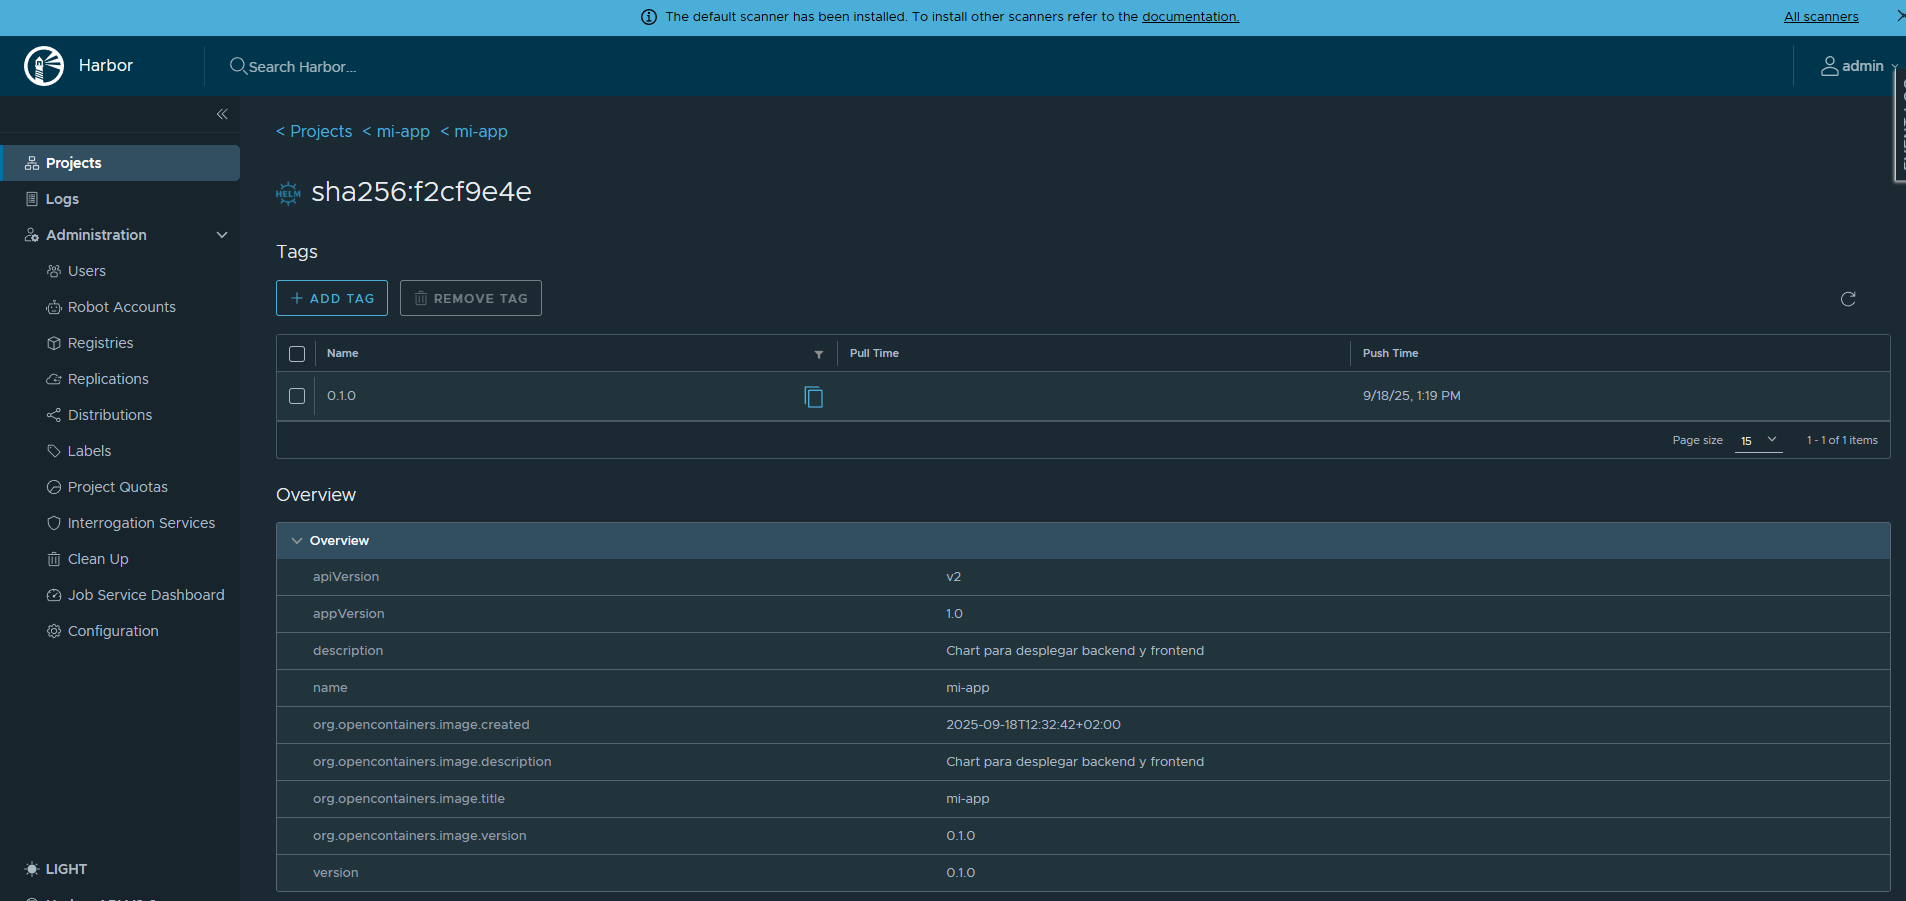 The default scanner has been installed. To install other scanners refer to the documentation.
All scanners
Harbor
Search Harbor...
admin
< Projects < mi-app < mi-app
Projects
Logs
Administration
Users
Robot Accounts
Registries
Replications
Distributions
Labels
Project Quotas
Interrogation Services
Clean Up
Job Service Dashboard
Configuration
LIGHT
HELM
sha256:f2cf9e4e
Tags
ADD TAG
REMOVE TAG
Name Pull Time Push Time
0.1.0 9/18/25, 1:19 PM
Page size 15 1 - 1 of 1 items
Overview
Overview
apiVersion v2
appVersion 1.0
description Chart para desplegar backend y frontend
name mi-app
org.opencontainers.image.created 2025-09-18T12:32:42+02:00
org.opencontainers.image.description Chart para desplegar backend y frontend
org.opencontainers.image.title mi-app
org.opencontainers.image.version 0.1.0
version 0.1.0